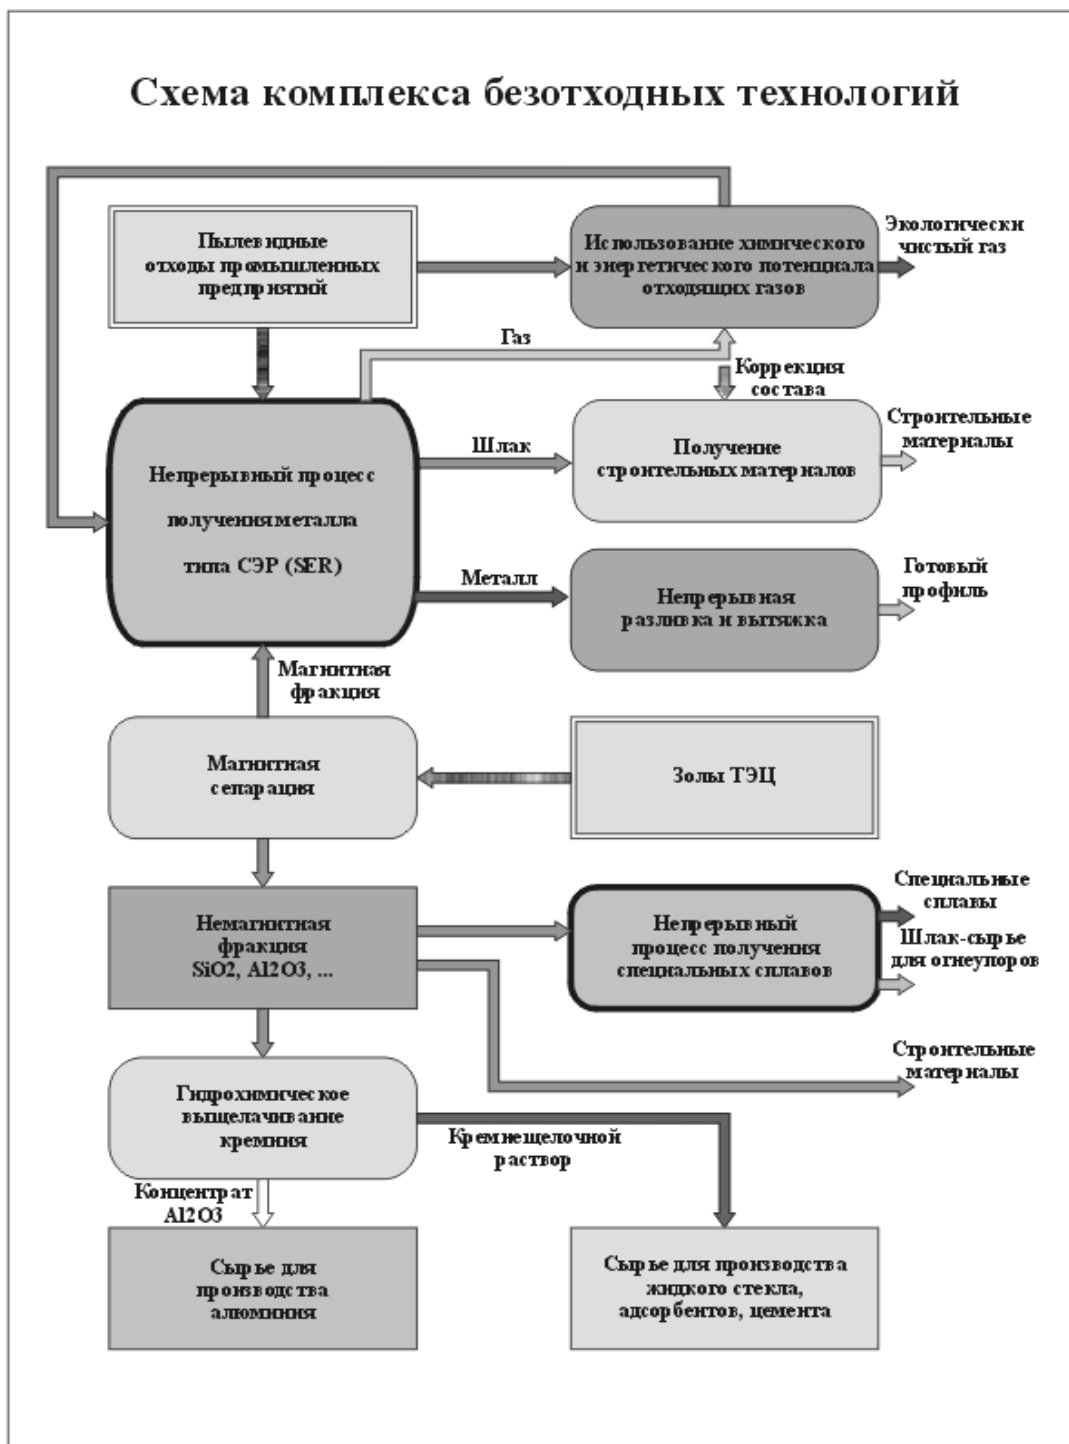 Схема комплекса безотходных технологий
Пылевидные
отходы промышленных
предприятий
Использование химического
и энергетического потенциала
отходящих газов
Экологически
чистый газ
Газ
Коррекция
состава
Непрерывный процесс
получения металла
типа СЭР (SER)
Шлак
Получение
строительных материалов
Строительные
материалы
Металл
Непрерывная
разливка и вытяжка
Готовый
профиль
Магнитная
фракция
Магнитная
сепарация
Золы ТЭЦ
Немагнитная
фракция
SiO2, Al2O3, ...
Непрерывный
процесс получения
специальных сплавов
Специальные
сплавы
Шлак-сырье
для огнеупоров
Строительные
материалы
Гидрохимическое
выщелачивание
кремния
Кремнещелочной
раствор
Концентрат
Al2O3
Сырье для
производства
алюминия
Сырье для производства
жидкого стекла,
адсорбентов, цемента